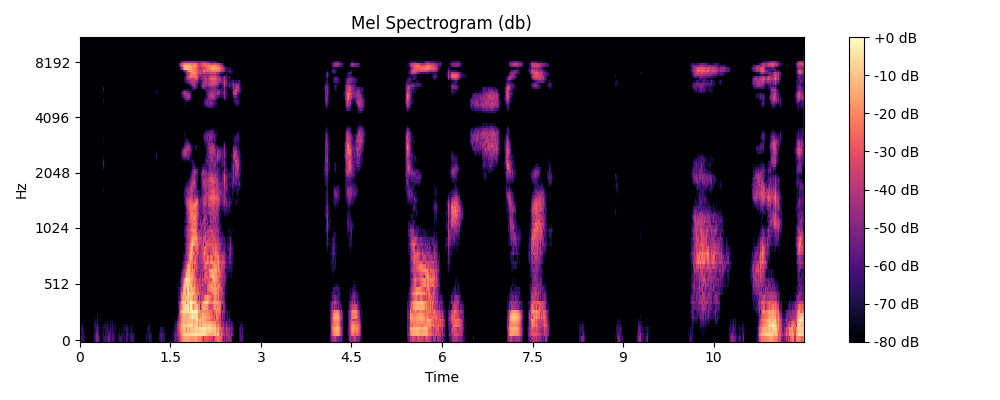 Mel Spectrogram (db)
8192
4096
2048
1024
512
0
Hz
0 1.5 3 4.5 6 7.5 9 10
Time
+0 dB
-10 dB
-20 dB
-30 dB
-40 dB
-50 dB
-60 dB
-70 dB
-80 dB